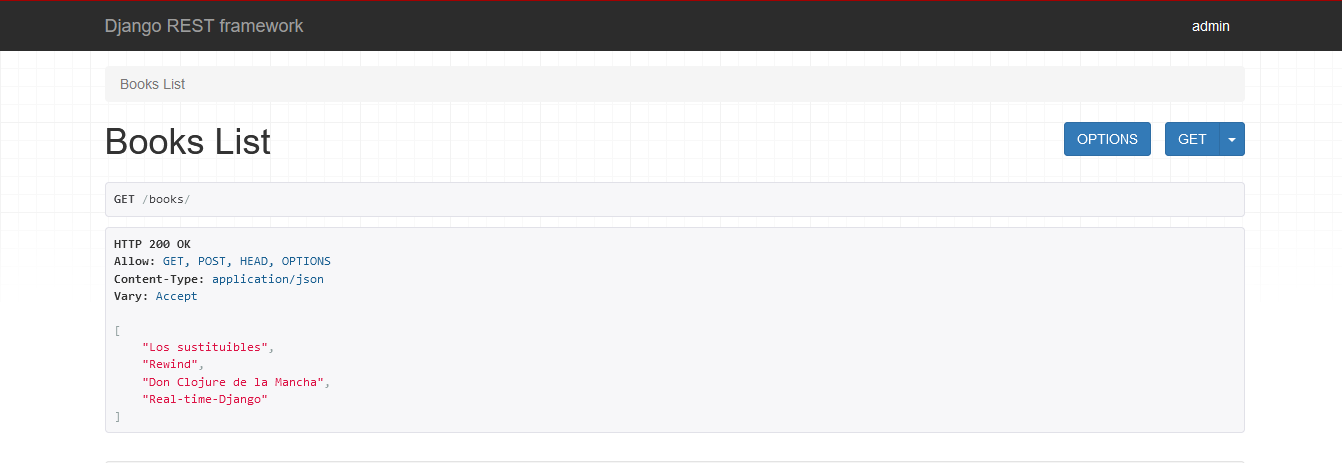 Django REST framework
admin
Books List
Books List
OPTIONS
GET
GET /books/
HTTP 200 OK
Allow: GET, POST, HEAD, OPTIONS
Content-Type: application/json
Vary: Accept
[
"Los sustituibles",
"Rewind",
"Don Clojure de la Mancha",
"Real-time-Django"
]